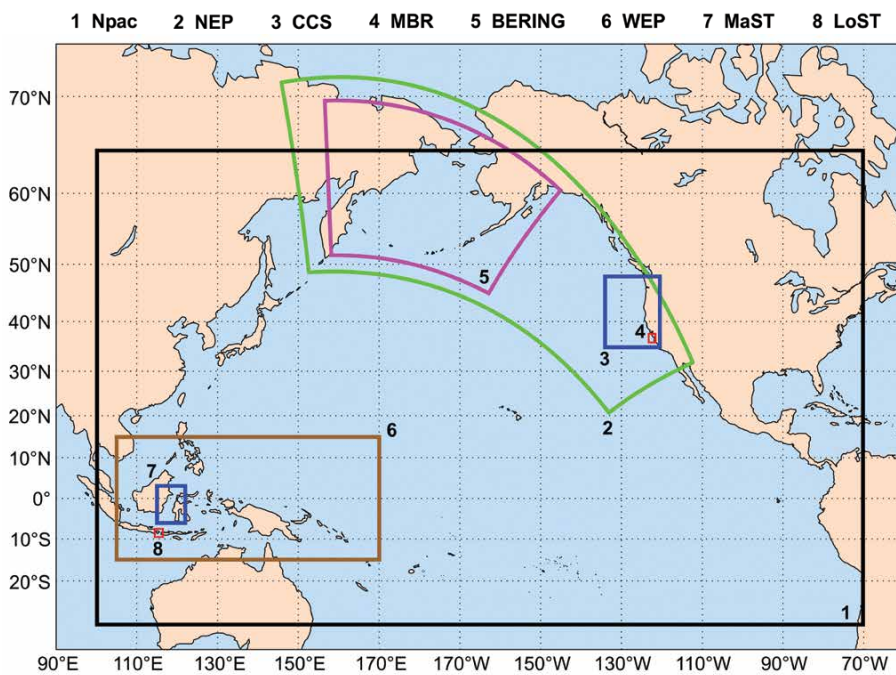 1 Npac 2 NEP 3 CCS 4 MBR 5 BERING 6 WEP 7 MaST 8 LoST
70°N
60°N
5
50°N
40°N
4
3
30°N
20°N
2
6
10°N
7
0°
10°S
8
20°S
1
90°E 110°E 130°E 150°E 170°E 170°W 150°W 130°W 110°W 90°W 70°W